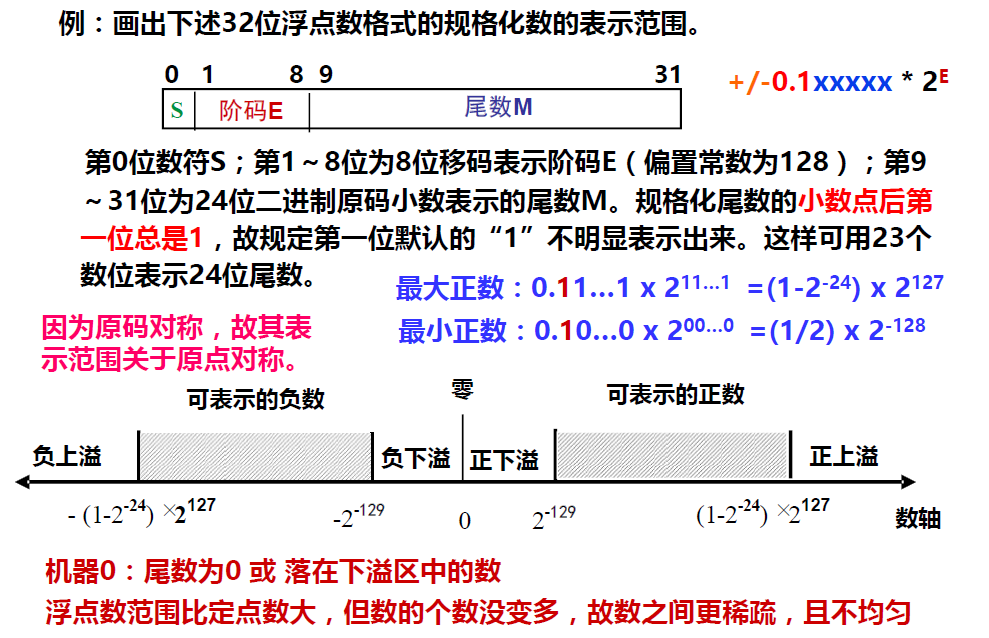 例：画出下述32位浮点数格式的规格化数的表示范围。
0 1 8 9 31
S 阶码E 尾数M
+/-0.1xxxxx * 2ᴱ
第0位数符S；第1～8位为8位移码表示阶码E（偏置常数为128）；第9
～31位为24位二进制原码小数表示的尾数M。规格化尾数的小数点后第
一位总是1，故规定第一位默认的“1”不明显表示出来。这样可用23个
数位表示24位尾数。
最大正数：0.11…1 x 2¹¹…¹ =(1-2⁻²⁴) x 2¹²⁷
最小正数：0.10…0 x 2⁰⁰…⁰ =(1/2) x 2⁻¹²⁸
因为原码对称，故其表
示范围关于原点对称。
可表示的负数 零 可表示的正数
负上溢 负下溢 正下溢 正上溢
- (1-2⁻²⁴) ×2¹²⁷ -2⁻¹²⁹ 0 2⁻¹²⁹ (1-2⁻²⁴) ×2¹²⁷ 数轴
机器0：尾数为0 或 落在下溢区中的数
浮点数范围比定点数大，但数的个数没变多，故数之间更稀疏，且不均匀